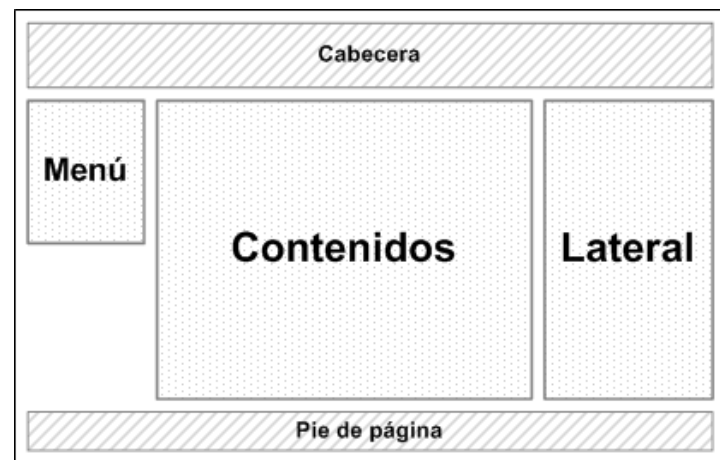 Cabecera
Menú
Contenidos
Lateral
Pie de página